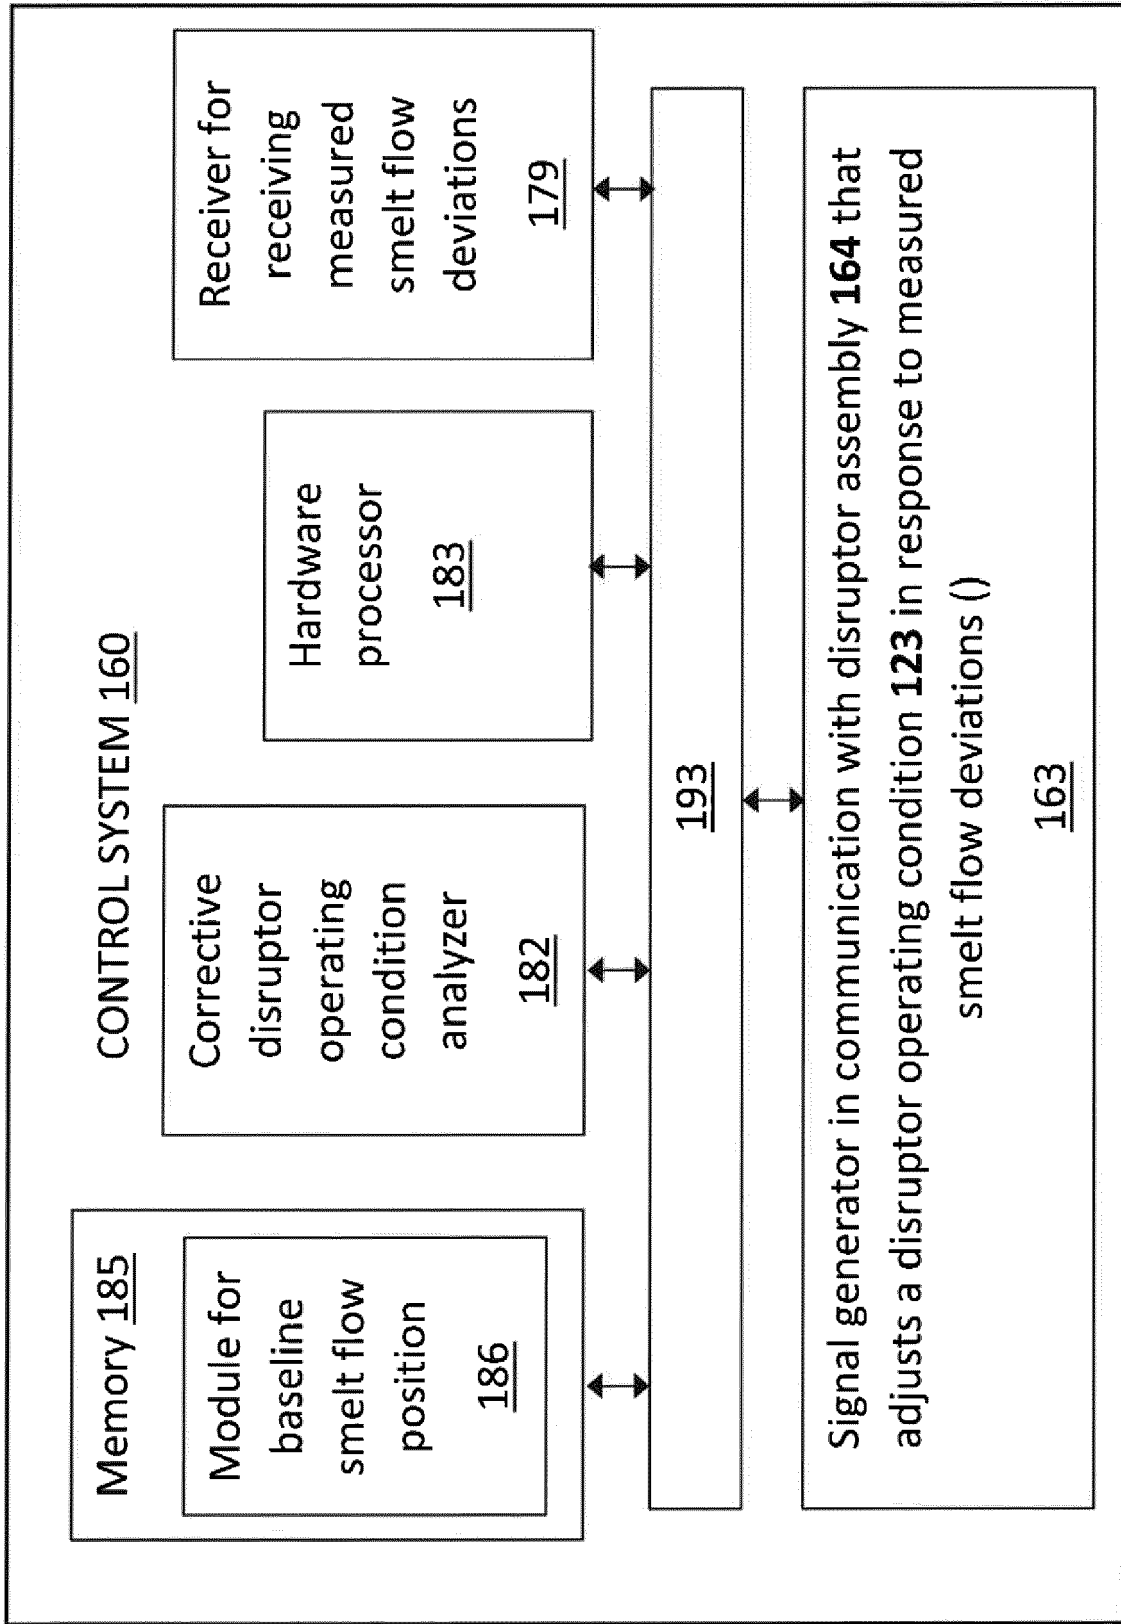 CONTROL SYSTEM 160
Memory 185
Module for
baseline
smelt flow
position
186
Corrective
disruptor
operating
condition
analyzer
182
Hardware
processor
183
Receiver for
receiving
measured
smelt flow
deviations
179
193
Signal generator in communication with disruptor assembly 164 that
adjusts a disruptor operating condition 123 in response to measured
smelt flow deviations ()
163